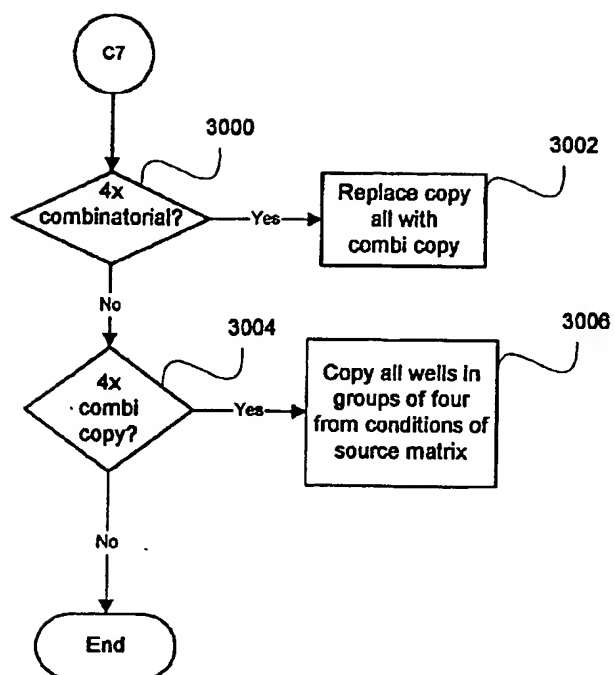 C7
3000
4x
combinatorial?
Yes
3002
Replace copy
all with
combi copy
No
3004
4x
combi
copy?
Yes
3006
Copy all wells in
groups of four
from conditions of
source matrix
No
End